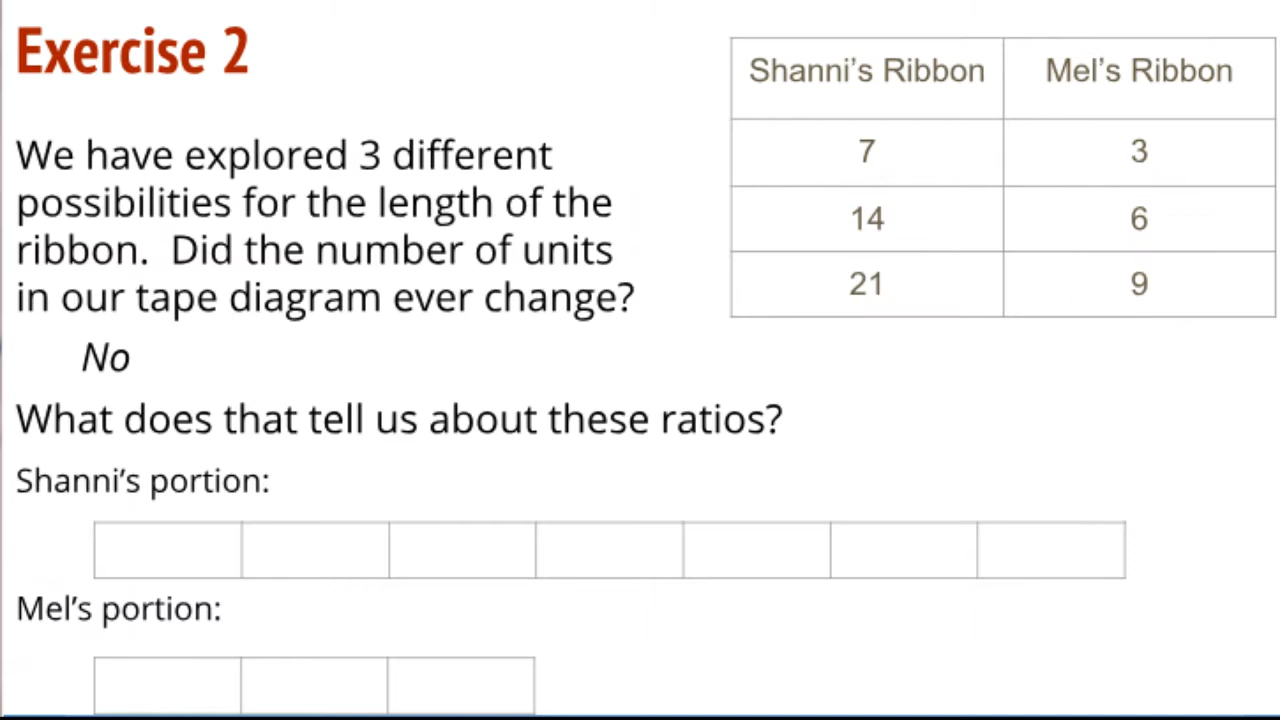 Exercise 2
We have explored 3 different
possibilities for the length of the
ribbon.  Did the number of units
in our tape diagram ever change?
No
What does that tell us about these ratios?
Shanni’s portion:
Mel’s portion:
Shanni’s Ribbon Mel’s Ribbon
7 3
14 6
21 9